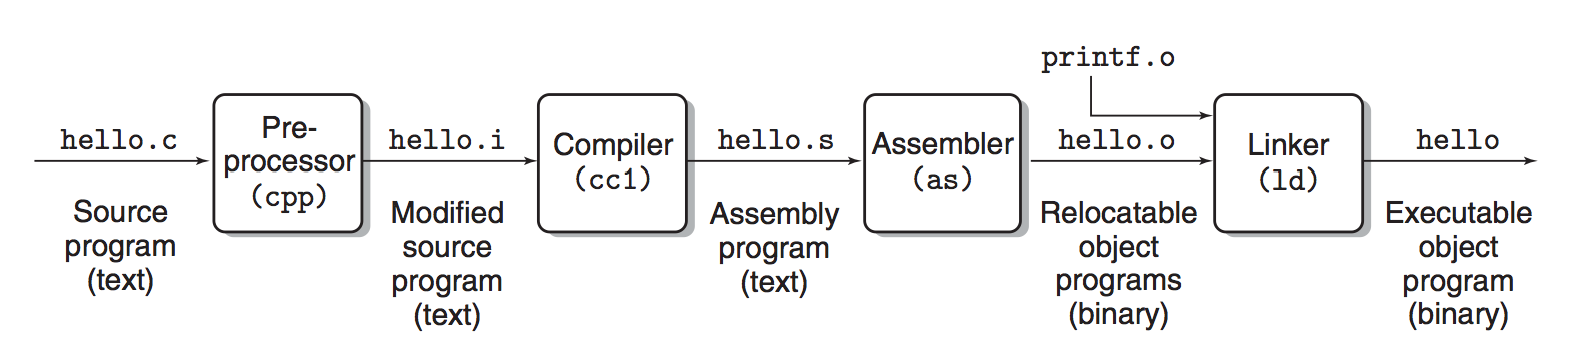 printf.o
hello.c
Pre-
processor
(cpp)
hello.i
Compiler
(cc1)
hello.s
Assembler
(as)
hello.o
Linker
(ld)
hello
Source
program
(text)
Modified
source
program
(text)
Assembly
program
(text)
Relocatable
object
programs
(binary)
Executable
object
program
(binary)